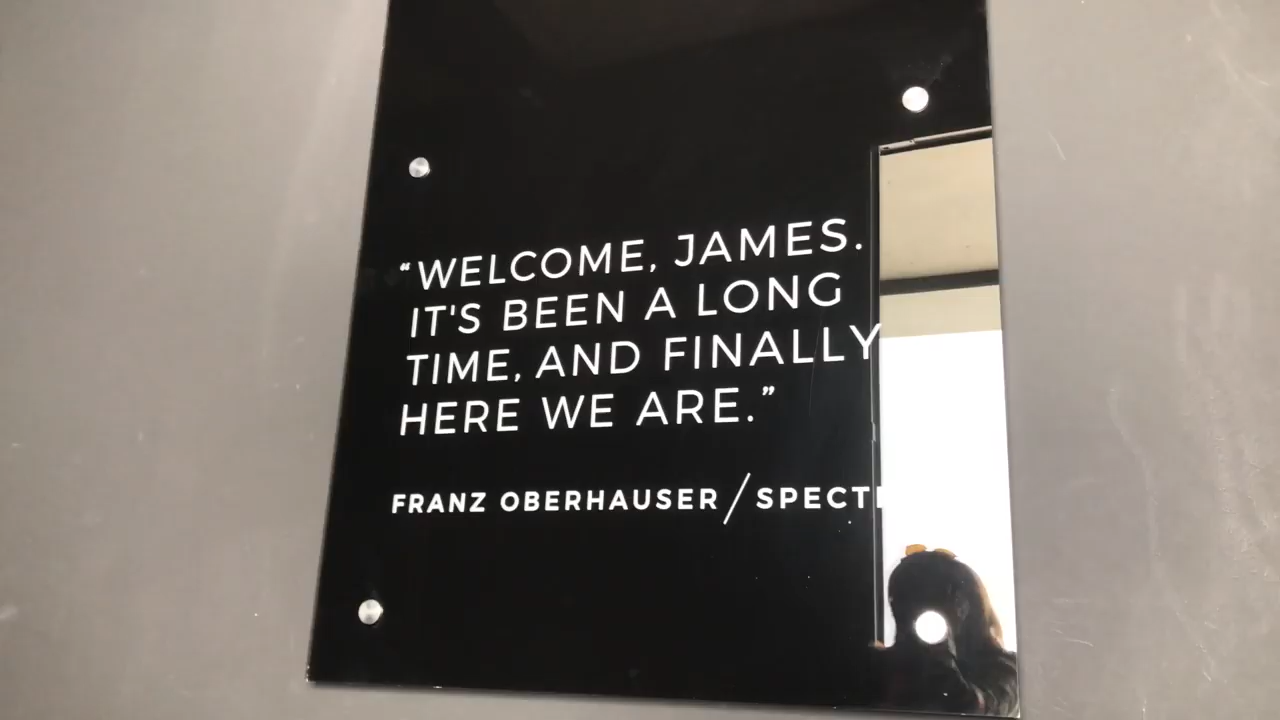 “WELCOME, JAMES.
IT'S BEEN A LONG
TIME, AND FINALLY
HERE WE ARE.”
FRANZ OBERHAUSER/